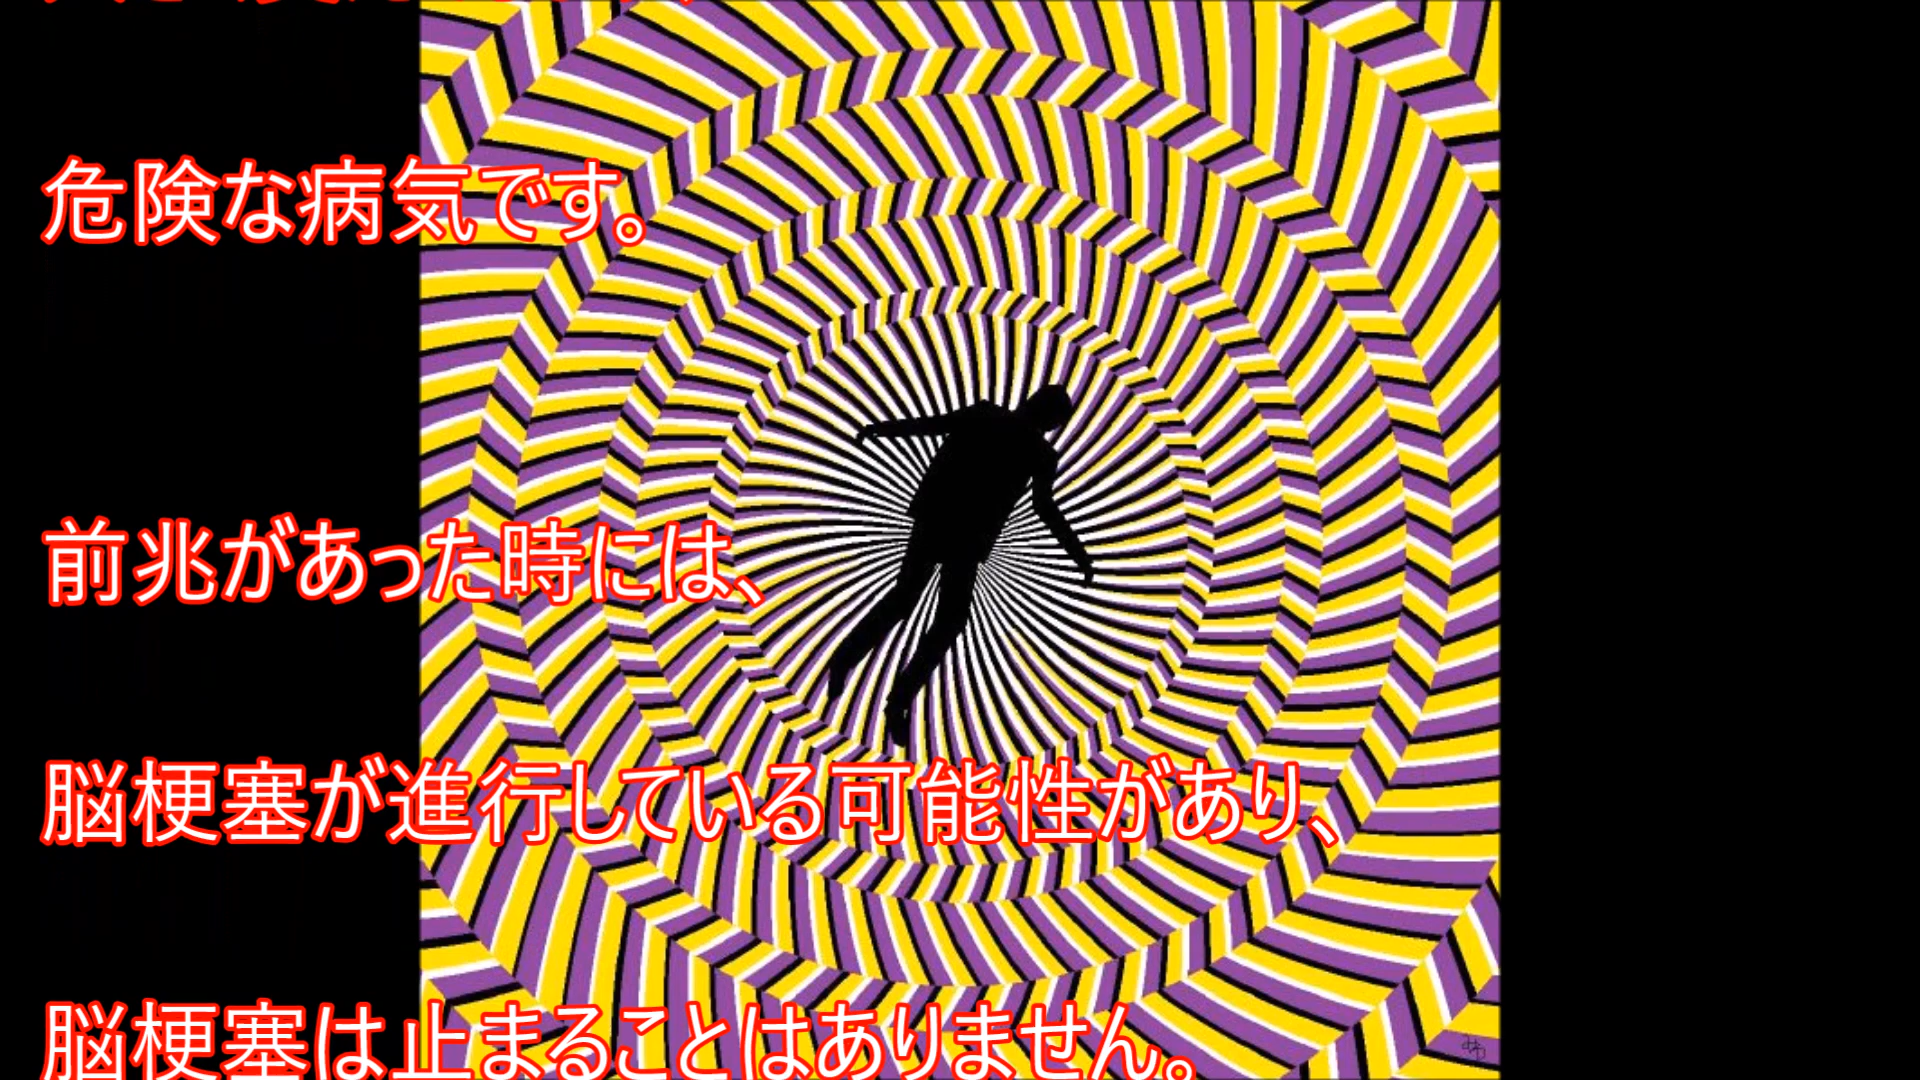 危険な病気です。
前兆があった時には、
脳梗塞が進行している可能性があり、
脳梗塞は止まることはありません。